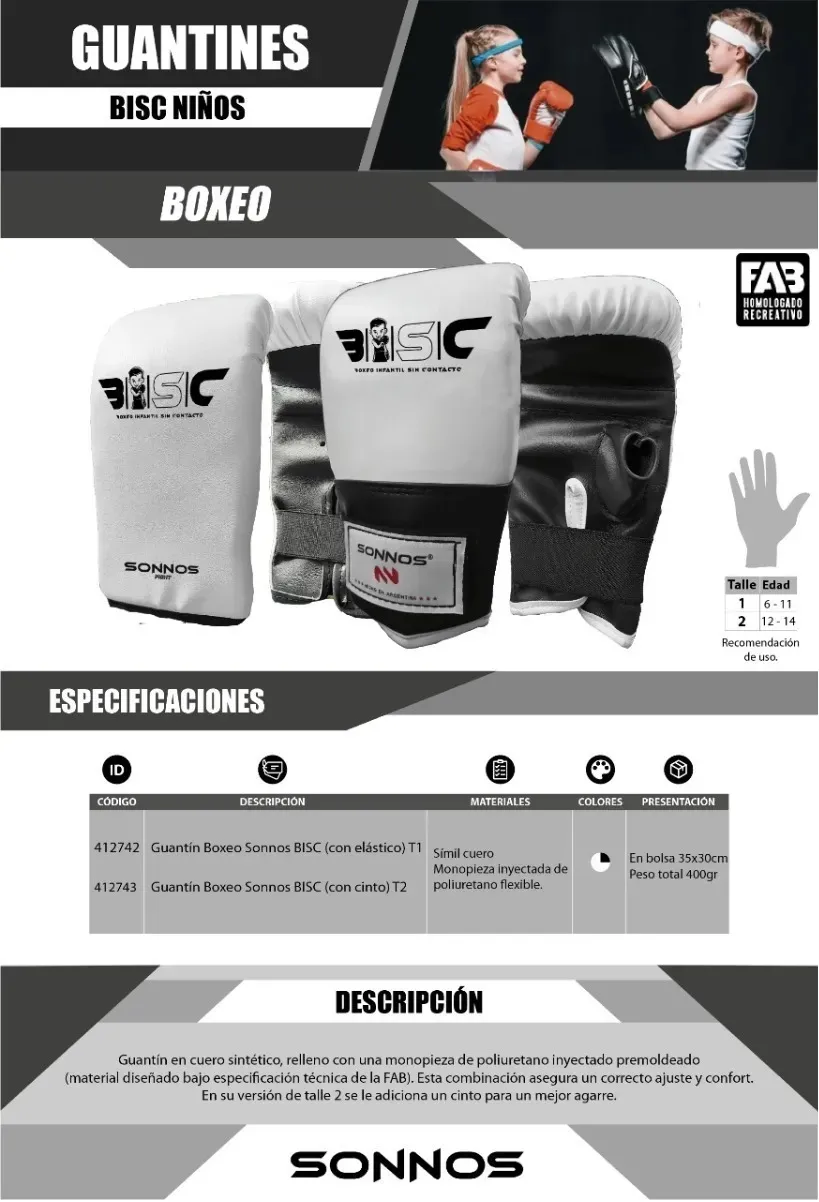 GUANTINES
BISC NIÑOS
BOXEO
FAB
HOMOLOGADO
RECREATIVO
BISC
BOXEO INFANTIL SIN CONTACTO
SONNOS
FIGHT
BISC
BOXEO INFANTIL SIN CONTACTO
SONNOS®
EN ARGENTINA
Talle Edad
1 6 - 11
2 12 - 14
Recomendación
de uso.
ESPECIFICACIONES
ID
CÓDIGO DESCRIPCIÓN MATERIALES COLORES PRESENTACIÓN
412742 Guantín Boxeo Sonnos BISC (con elástico) T1
412743 Guantín Boxeo Sonnos BISC (con cinto) T2
Símil cuero
Monopieza inyectada de
poliuretano flexible.
En bolsa 35x30cm
Peso total 400gr
DESCRIPCIÓN
Guantín en cuero sintético, relleno con una monopieza de poliuretano inyectado premoldeado
(material diseñado bajo especificación técnica de la FAB). Esta combinación asegura un correcto ajuste y confort.
En su versión de talle 2 se le adiciona un cinto para un mejor agarre.
SONNOS